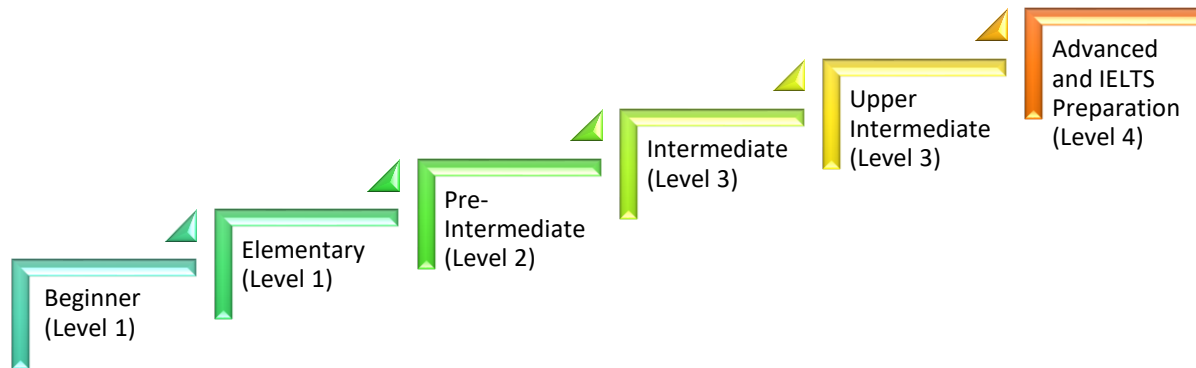 Beginner
(Level 1)
Elementary
(Level 1)
Pre-
Intermediate
(Level 2)
Intermediate
(Level 3)
Upper
Intermediate
(Level 3)
Advanced
and IELTS
Preparation
(Level 4)